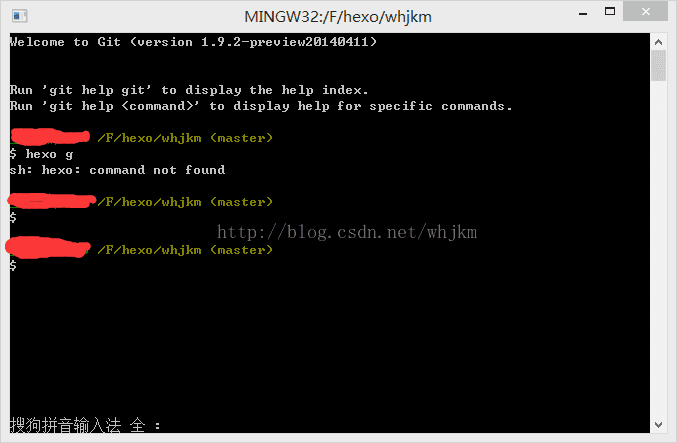 MINGW32:/F/hexo/whjkm
Welcome to Git (version 1.9.2-preview20140411)
Run 'git help git' to display the help index.
Run 'git help <command>' to display help for specific commands.
/F/hexo/whjkm (master)
$ hexo g
sh: hexo: command not found
/F/hexo/whjkm (master)
$
http://blog.csdn.net/whjkm
/F/hexo/whjkm (master)
$
搜狗拼音输入法 全 :